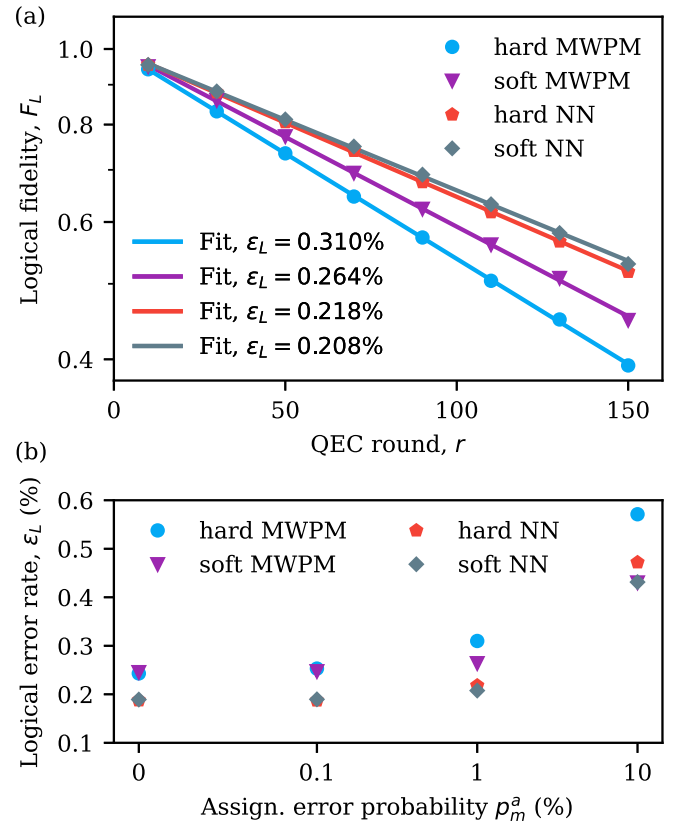 (a)
1.0
0.8
0.6
0.4
Logical fidelity, F_L
hard MWPM
soft MWPM
hard NN
soft NN
Fit, ε_L = 0.310%
Fit, ε_L = 0.264%
Fit, ε_L = 0.218%
Fit, ε_L = 0.208%
0 50 100 150
QEC round, r
(b)
0.6
0.5
0.4
0.3
0.2
0.1
Logical error rate, ε_L (%)
hard MWPM hard NN
soft MWPM soft NN
0 0.1 1 10
Assign. error probability p_m^a (%)